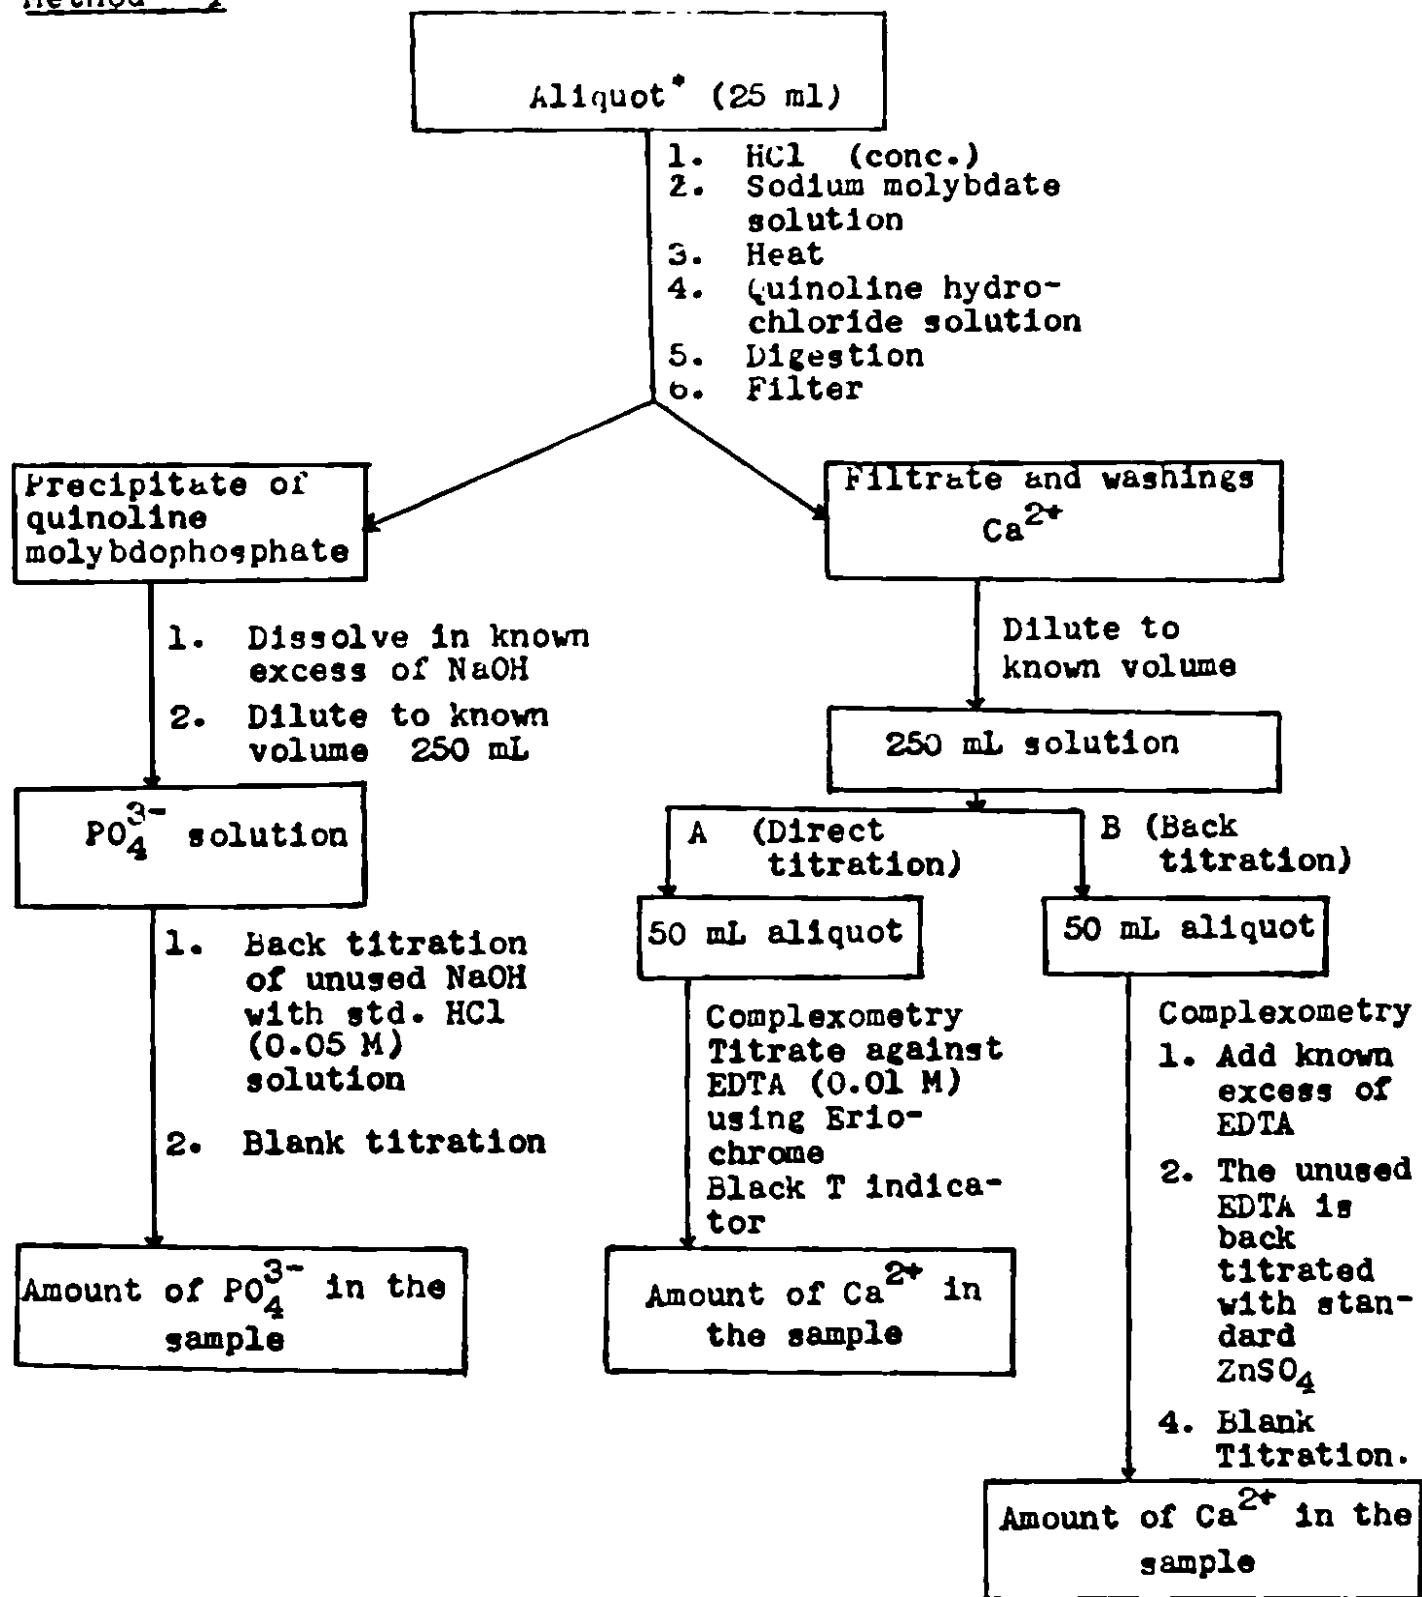 Method - 1
Aliquot* (25 ml)
1. HCl (conc.)
2. Sodium molybdate
solution
3. Heat
4. Quinoline hydro-
chloride solution
5. Digestion
6. Filter
Precipitate of
quinoline
molybdophosphate
Filtrate and washings
Ca2+
1. Dissolve in known
excess of NaOH
2. Dilute to known
volume 250 mL
Dilute to
known volume
250 mL solution
PO4 3- solution
A (Direct
titration)
B (Back
titration)
50 mL aliquot
50 mL aliquot
1. Back titration
of unused NaOH
with std. HCl
(0.05 M)
solution
2. Blank titration
Complexometry
Titrate against
EDTA (0.01 M)
using Erio-
chrome
Black T indica-
tor
Complexometry
1. Add known
excess of
EDTA
2. The unused
EDTA is
back
titrated
with stan-
dard
ZnSO4
4. Blank
Titration.
Amount of PO4 3- in the
sample
Amount of Ca2+ in
the sample
Amount of Ca2+ in the
sample